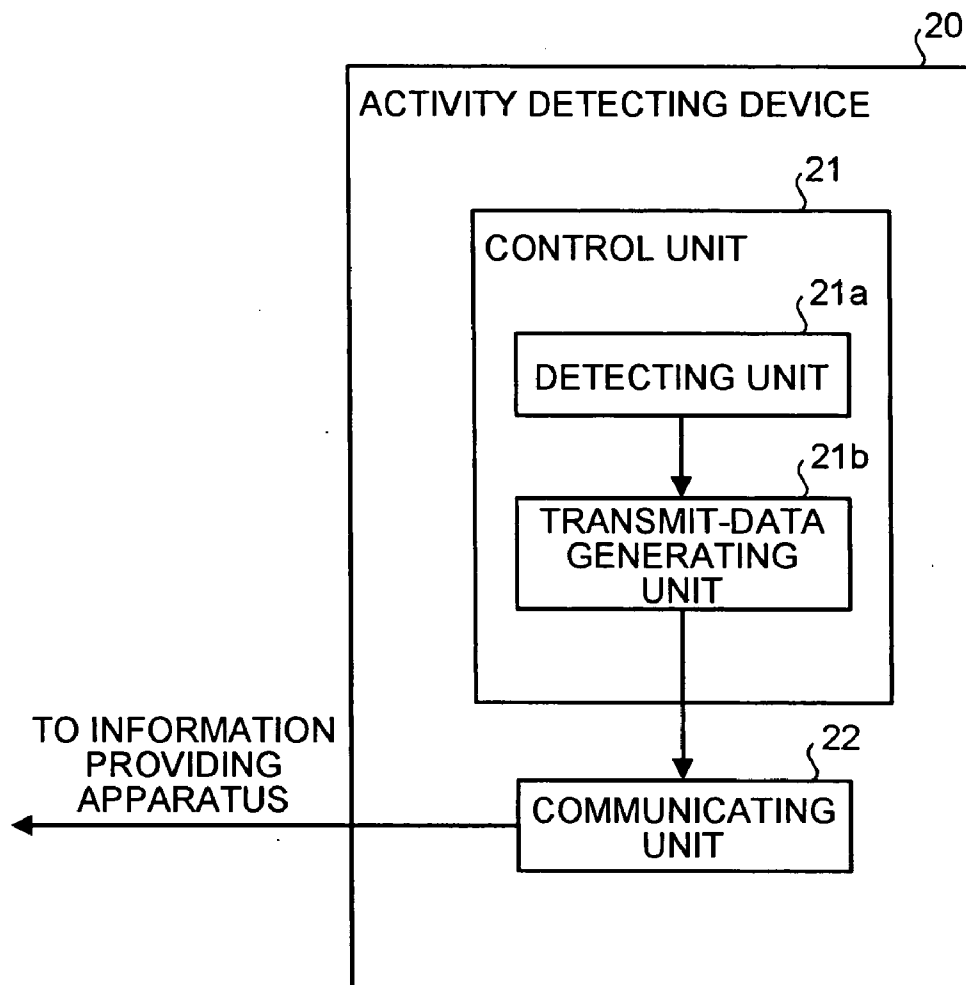 20
ACTIVITY DETECTING DEVICE
21
CONTROL UNIT
21a
DETECTING UNIT
21b
TRANSMIT-DATA
GENERATING
UNIT
TO INFORMATION
PROVIDING
APPARATUS
22
COMMUNICATING
UNIT